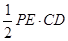 ½ PE · CD